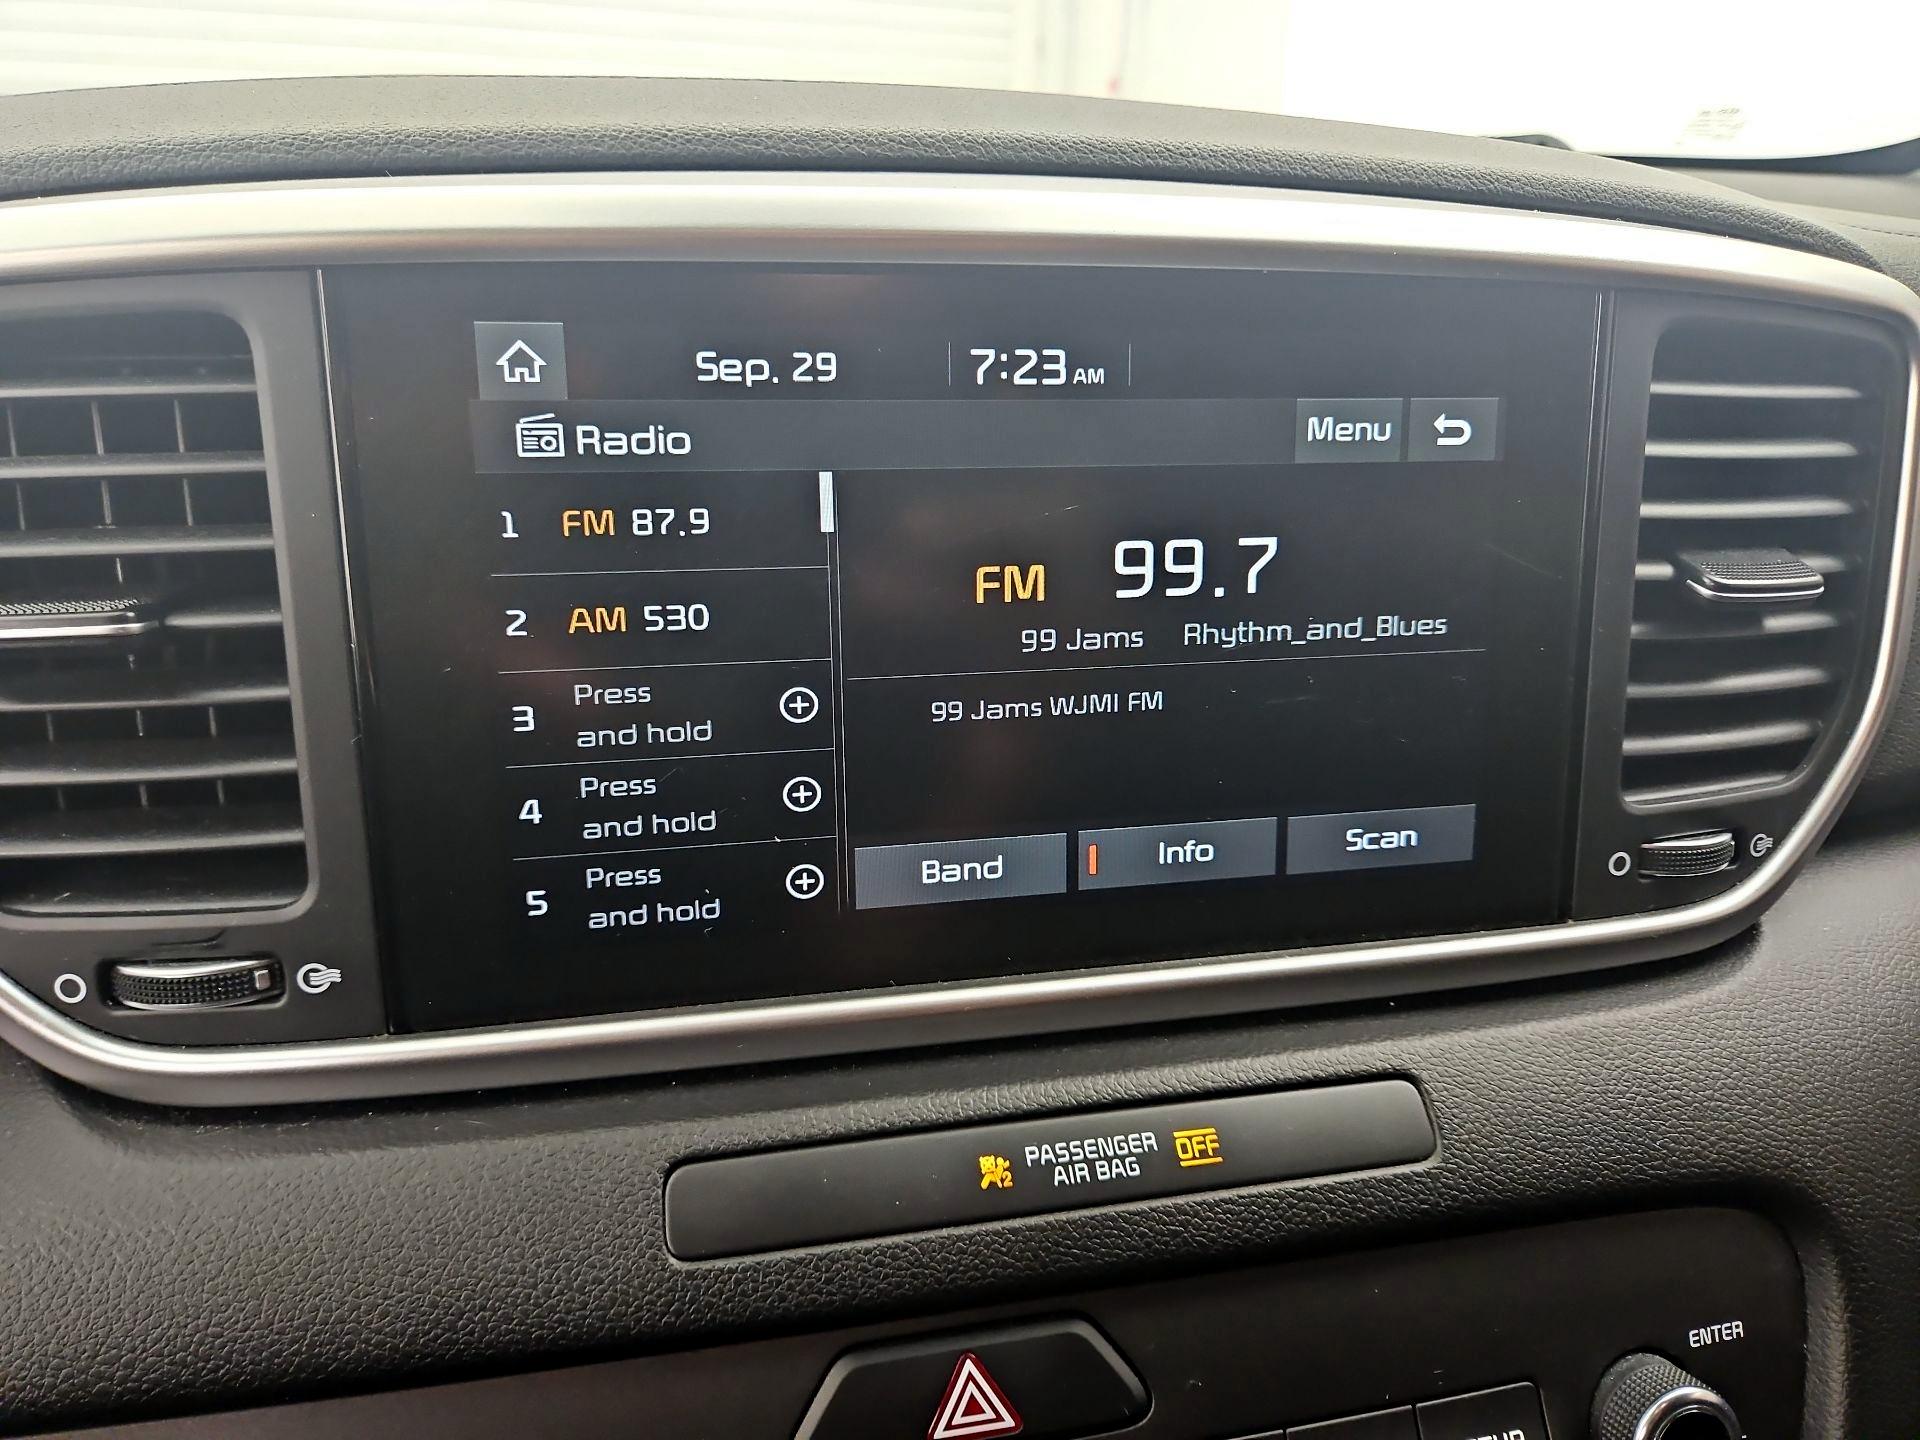 Sep. 29 7:23 AM
Radio Menu
1 FM 87.9
2 AM 530
3 Press
and hold
4 Press
and hold
5 Press
and hold
FM 99.7
99 Jams Rhythm_and_Blues
99 Jams WJMI FM
Band Info Scan
2 PASSENGER
AIR BAG OFF
ENTER